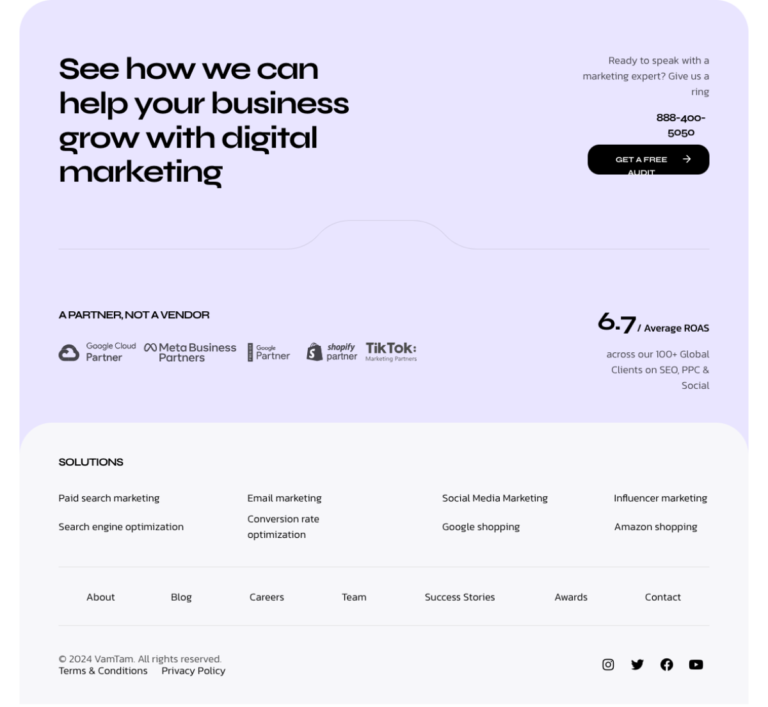 See how we can
help your business
grow with digital
marketing
Ready to speak with a
marketing expert? Give us a
ring
888-400-
5050
GET A FREE
AUDIT
A PARTNER, NOT A VENDOR
Google Cloud
Partner
Meta Business
Partners
Google
Partner
shopify
partner
TikTok:
Marketing Partners
6.7 / Average ROAS
across our 100+ Global
Clients on SEO, PPC &
Social
SOLUTIONS
Paid search marketing
Email marketing
Social Media Marketing
Influencer marketing
Search engine optimization
Conversion rate
optimization
Google shopping
Amazon shopping
About
Blog
Careers
Team
Success Stories
Awards
Contact
© 2024 VamTam. All rights reserved.
Terms & Conditions
Privacy Policy